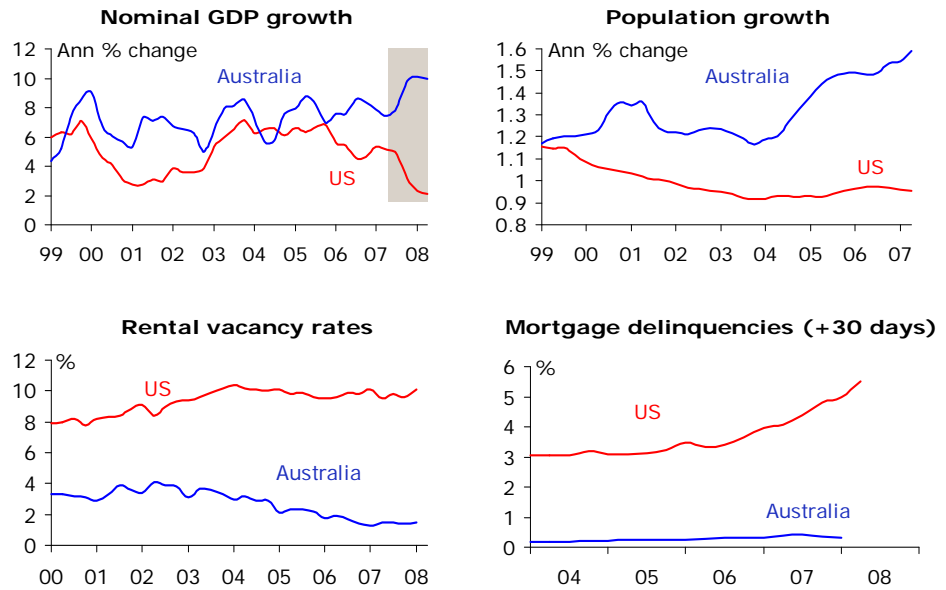 Nominal GDP growth
12
Ann % change
10
Australia
8
6
4
US
2
0
99 00 01 02 03 04 05 06 07
Population growth
1.6
Ann % change
1.5
1.4
Australia
1.3
1.2
1.1
US
1
0.9
0.8
99 00 01 02 03 04 05 06 07
Rental vacancy rates
12
%
US
10
8
6
Australia
4
2
0
00 01 02 03 04 05 06 07 08
Mortgage delinquencies (+30 days)
6
%
5
US
4
3
2
Australia
1
0
04 05 06 07 08